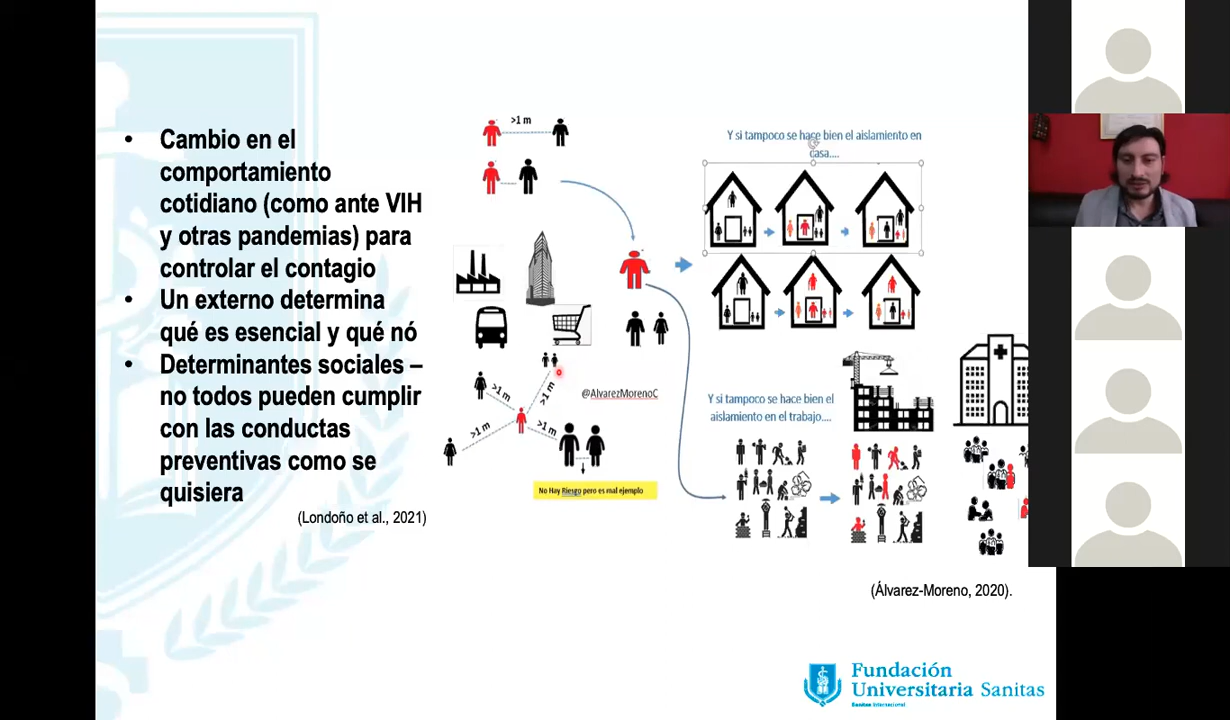 • Cambio en el
comportamiento
cotidiano (como ante VIH
y otras pandemias) para
controlar el contagio
• Un externo determina
qué es esencial y qué nó
• Determinantes sociales –
no todos pueden cumplir
con las conductas
preventivas como se
quisiera
(Londoño et al., 2021)
>1 m
Y si tampoco se hace bien el aislamiento en
casa....
>1 m
>1 m
>1 m
>1 m
@AlvarezMorenoC
No Hay Riesgo pero es mal ejemplo
Y si tampoco se hace bien el
aislamiento en el trabajo....
(Álvarez-Moreno, 2020).
Fundación
Universitaria Sanitas
Sanitas Internacional